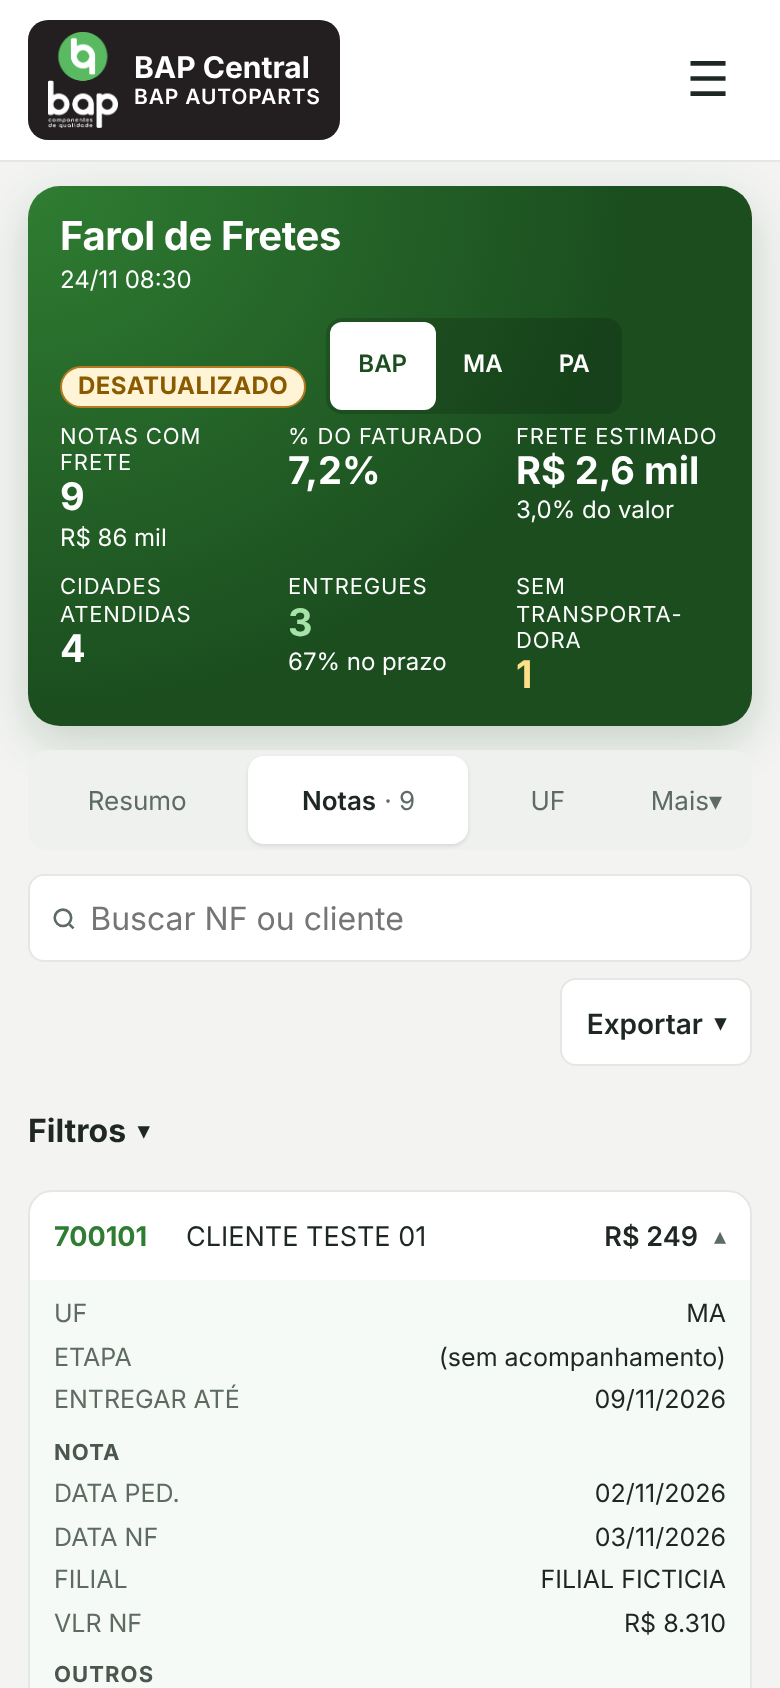 bap
componentes
de qualidade
BAP Central
BAP AUTOPARTS
☰
Farol de Fretes
24/11 08:30
DESATUALIZADO
BAP MA PA
NOTAS COM
FRETE
9
R$ 86 mil
% DO FATURADO
7,2%
FRETE ESTIMADO
R$ 2,6 mil
3,0% do valor
CIDADES
ATENDIDAS
4
ENTREGUES
3
67% no prazo
SEM
TRANSPORTA-
DORA
1
Resumo Notas · 9 UF Mais▾
Buscar NF ou cliente
Exportar ▾
Filtros ▾
700101 CLIENTE TESTE 01 R$ 249 ▴
UF MA
ETAPA (sem acompanhamento)
ENTREGAR ATÉ 09/11/2026
NOTA
DATA PED. 02/11/2026
DATA NF 03/11/2026
FILIAL FILIAL FICTICIA
VLR NF R$ 8.310
OUTROS